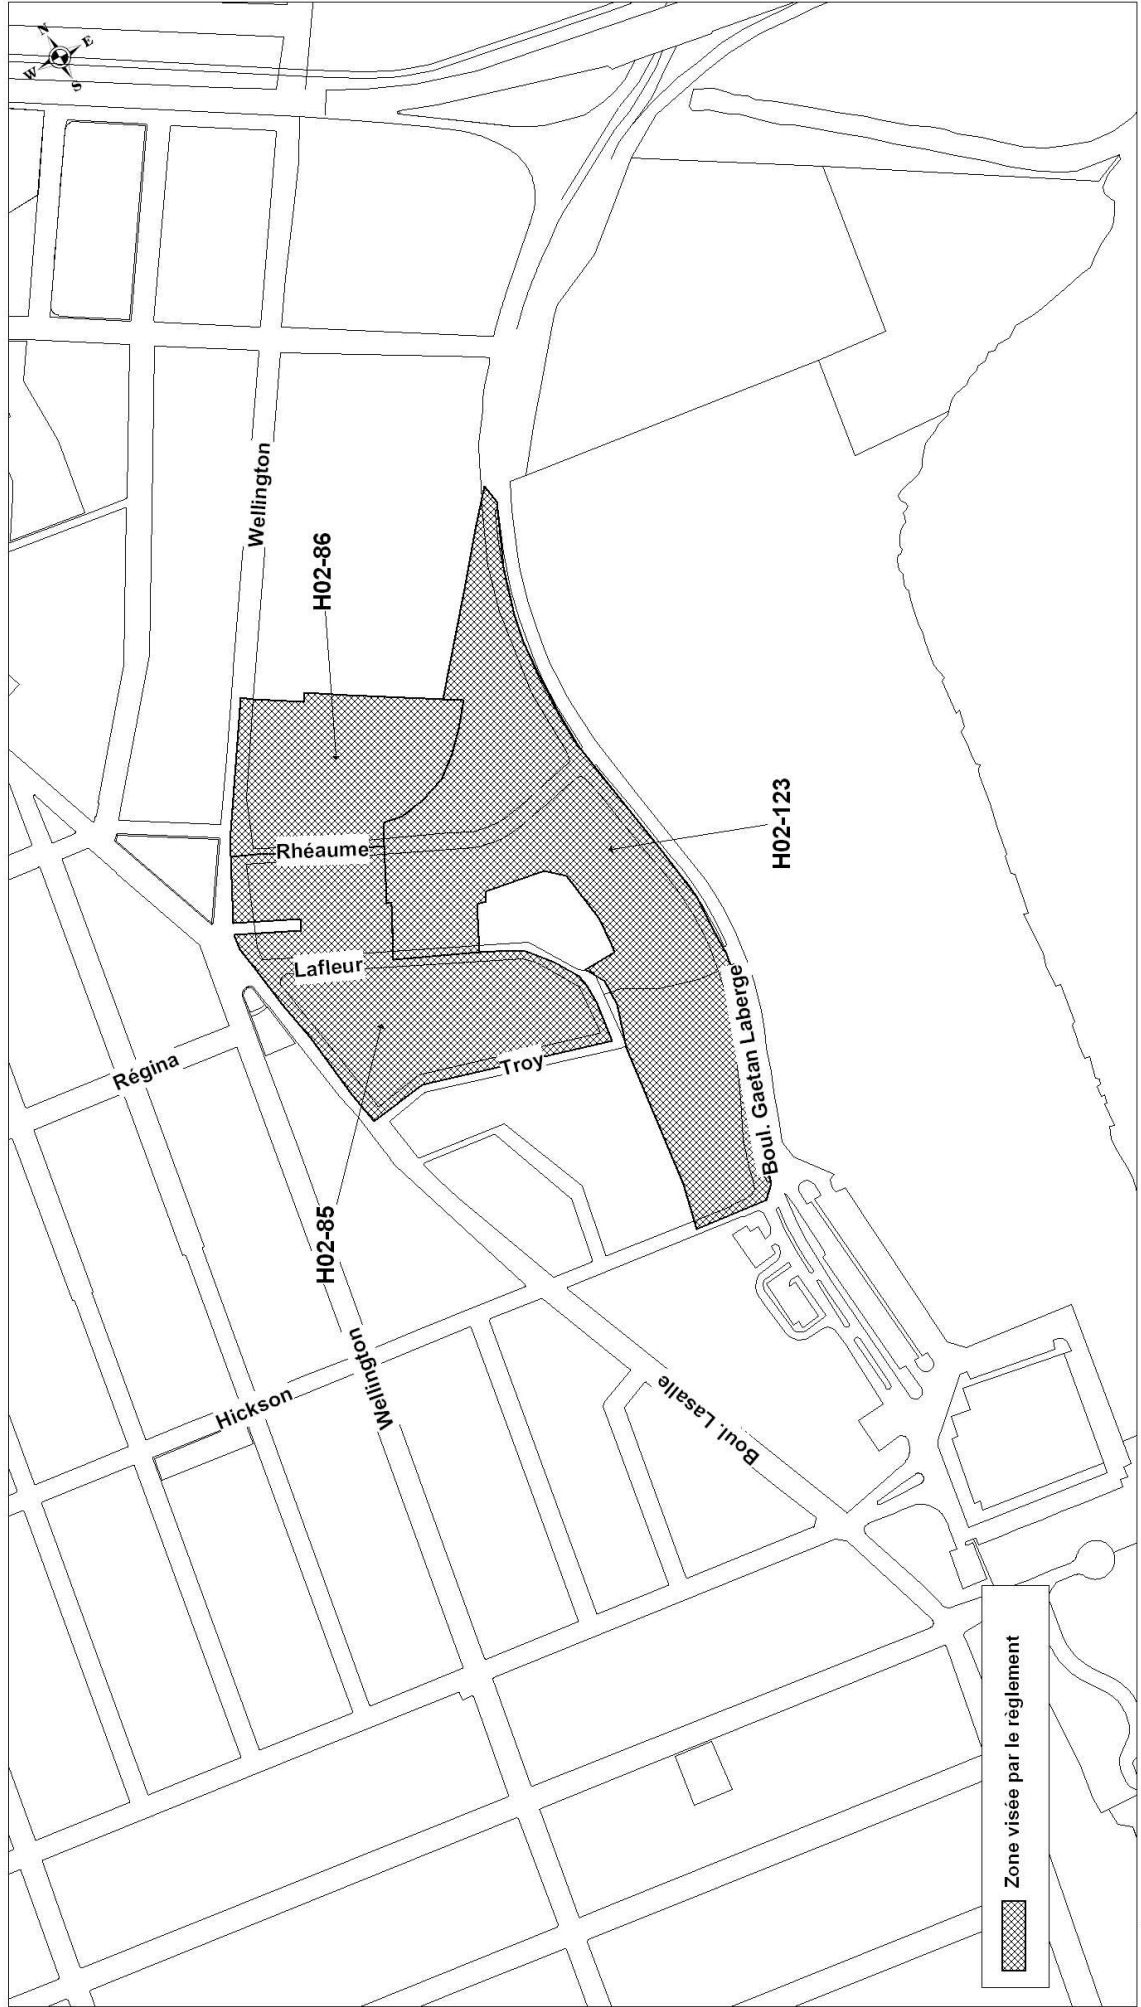 N
E
W
S
Wellington
H02-86
Rhéaume
H02-123
Lafleur
Régina
Troy
Boul. Gaetan Laberge
H02-85
Wellington
Hickson
Boul. Lasalle
Zone visée par le règlement